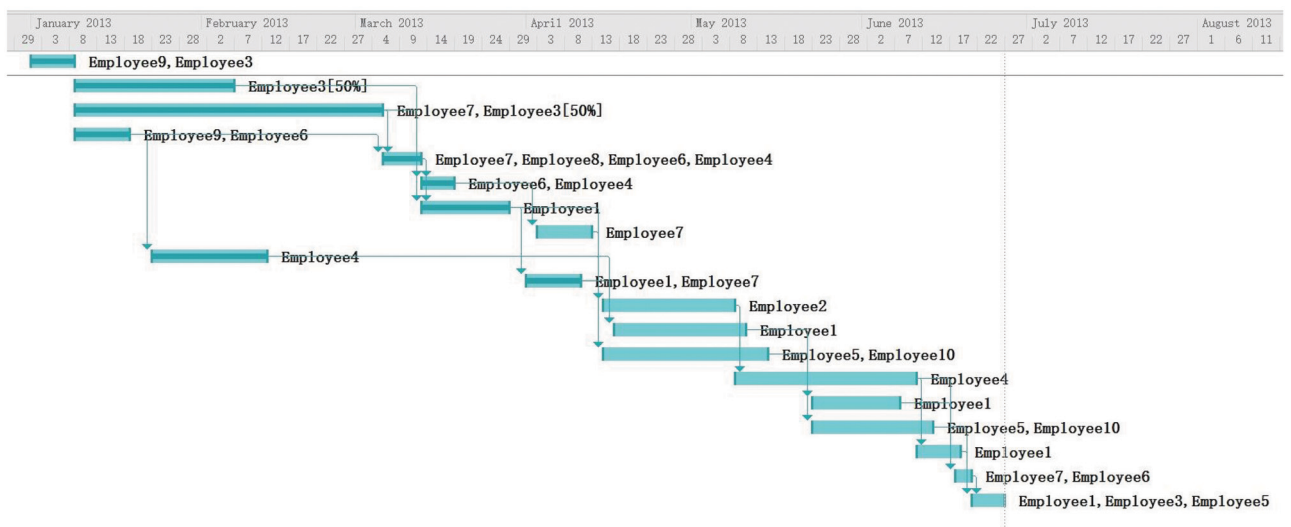 January 2013 February 2013 March 2013 April 2013 May 2013 June 2013 July 2013 August 2013
29 3 8 13 18 23 28 2 7 12 17 22 27 4 9 14 19 24 29 3 8 13 18 23 28 3 8 13 18 23 28 2 7 12 17 22 27 2 7 12 17 22 27 1 6 11
Employee9, Employee3
Employee3[50%]
Employee7, Employee3[50%]
Employee9, Employee6
Employee7, Employee8, Employee6, Employee4
Employee6, Employee4
Employee1
Employee7
Employee4
Employee1, Employee7
Employee2
Employee1
Employee5, Employee10
Employee4
Employee1
Employee5, Employee10
Employee1
Employee7, Employee6
Employee1, Employee3, Employee5